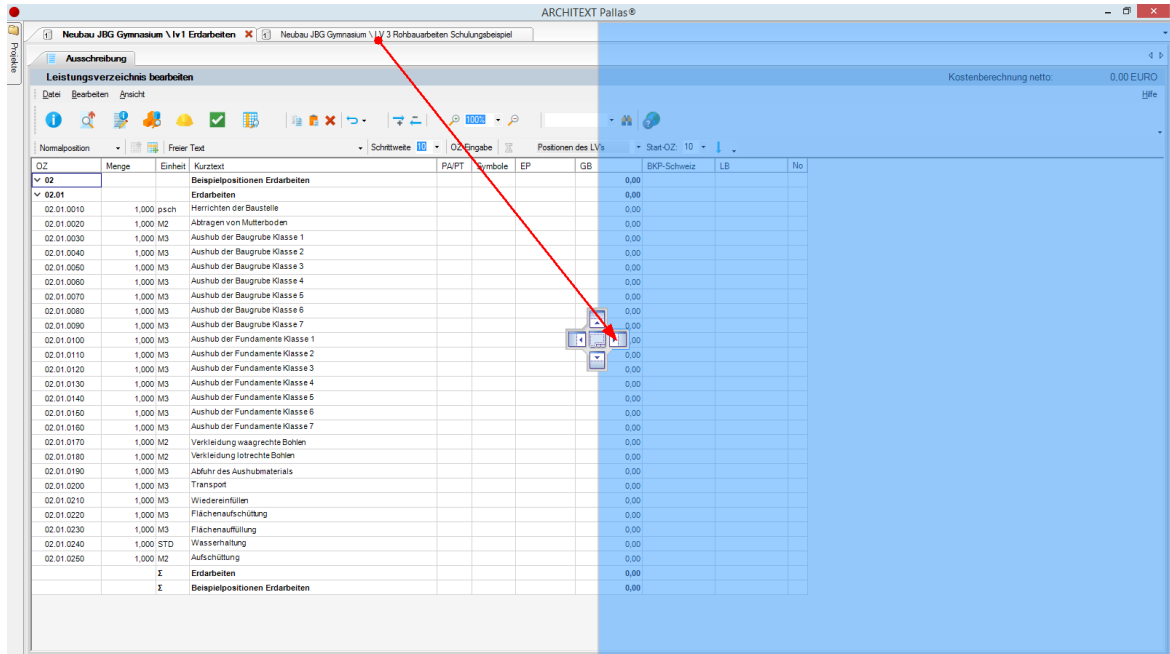 ARCHITEXT Pallas®
Projekte
Neubau JBG Gymnasium \ lv1 Erdarbeiten Neubau JBG Gymnasium \ LV 3 Rohbauarbeiten Schulungsbeispiel
Ausschreibung
Leistungsverzeichnis bearbeiten Kostenberechnung netto: 0,00 EURO
Datei Bearbeiten Ansicht Hilfe
100%
Normalposition Freier Text Schrittweite 10 OZ Eingabe Positionen des LV's Start-OZ: 10
OZ Menge Einheit Kurztext PA/PT Symbole EP GB BKP-Schweiz LB No
02 Beispielpositionen Erdarbeiten 0,00
02.01 Erdarbeiten 0,00
02.01.0010 1,000 psch Herrichten der Baustelle 0,00
02.01.0020 1,000 M2 Abtragen von Mutterboden 0,00
02.01.0030 1,000 M3 Aushub der Baugrube Klasse 1 0,00
02.01.0040 1,000 M3 Aushub der Baugrube Klasse 2 0,00
02.01.0050 1,000 M3 Aushub der Baugrube Klasse 3 0,00
02.01.0060 1,000 M3 Aushub der Baugrube Klasse 4 0,00
02.01.0070 1,000 M3 Aushub der Baugrube Klasse 5 0,00
02.01.0080 1,000 M3 Aushub der Baugrube Klasse 6 0,00
02.01.0090 1,000 M3 Aushub der Baugrube Klasse 7 0,00
02.01.0100 1,000 M3 Aushub der Fundamente Klasse 1 ,00
02.01.0110 1,000 M3 Aushub der Fundamente Klasse 2 0,00
02.01.0120 1,000 M3 Aushub der Fundamente Klasse 3 0,00
02.01.0130 1,000 M3 Aushub der Fundamente Klasse 4 0,00
02.01.0140 1,000 M3 Aushub der Fundamente Klasse 5 0,00
02.01.0150 1,000 M3 Aushub der Fundamente Klasse 6 0,00
02.01.0160 1,000 M3 Aushub der Fundamente Klasse 7 0,00
02.01.0170 1,000 M2 Verkleidung waagrechte Bohlen 0,00
02.01.0180 1,000 M2 Verkleidung lotrechte Bohlen 0,00
02.01.0190 1,000 M3 Abfuhr des Aushubmaterials 0,00
02.01.0200 1,000 M3 Transport 0,00
02.01.0210 1,000 M3 Wiedereinfüllen 0,00
02.01.0220 1,000 M3 Flächenaufschüttung 0,00
02.01.0230 1,000 M3 Flächenauffüllung 0,00
02.01.0240 1,000 STD Wasserhaltung 0,00
02.01.0250 1,000 M2 Aufschüttung 0,00
Σ Erdarbeiten 0,00
Σ Beispielpositionen Erdarbeiten 0,00